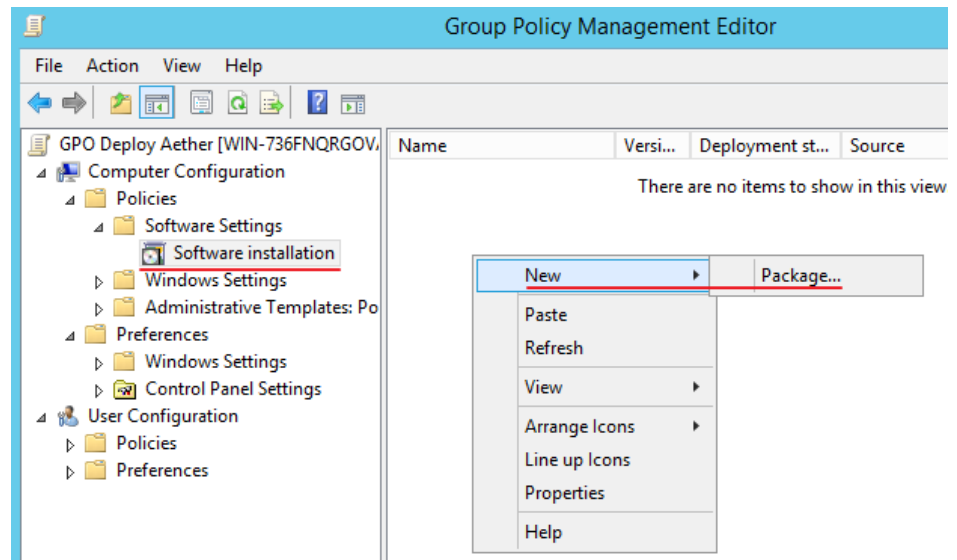 Group Policy Management Editor
File Action View Help
GPO Deploy Aether [WIN-736FNQRGOV
Computer Configuration
Policies
Software Settings
Software installation
Windows Settings
Administrative Templates: Po
Preferences
Windows Settings
Control Panel Settings
User Configuration
Policies
Preferences
Name Versi... Deployment st... Source
There are no items to show in this view
New
Package...
Paste
Refresh
View
Arrange Icons
Line up Icons
Properties
Help